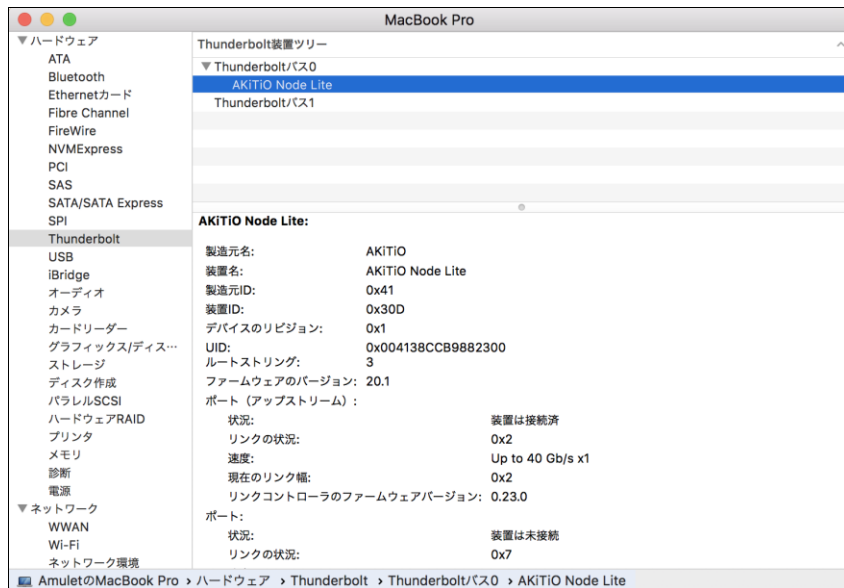 MacBook Pro
▼ハードウェア
ATA
Bluetooth
Ethernetカード
Fibre Channel
FireWire
NVMExpress
PCI
SAS
SATA/SATA Express
SPI
Thunderbolt
USB
iBridge
オーディオ
カメラ
カードリーダー
グラフィックス/ディス…
ストレージ
ディスク作成
パラレルSCSI
ハードウェアRAID
プリンタ
メモリ
診断
電源
▼ネットワーク
WWAN
Wi-Fi
ネットワーク環境
Thunderbolt装置ツリー
▼Thunderboltバス0
AKiTiO Node Lite
Thunderboltバス1
AKiTiO Node Lite:
製造元名: AKiTiO
装置名: AKiTiO Node Lite
製造元ID: 0x41
装置ID: 0x30D
デバイスのリビジョン: 0x1
UID: 0x004138CCB9882300
ルートストリング: 3
ファームウェアのバージョン: 20.1
ポート（アップストリーム）:
状況: 装置は接続済
リンクの状況: 0x2
速度: Up to 40 Gb/s x1
現在のリンク幅: 0x2
リンクコントローラのファームウェアバージョン: 0.23.0
ポート:
状況: 装置は未接続
リンクの状況: 0x7
AmuletのMacBook Pro › ハードウェア › Thunderbolt › Thunderboltバス0 › AKiTiO Node Lite